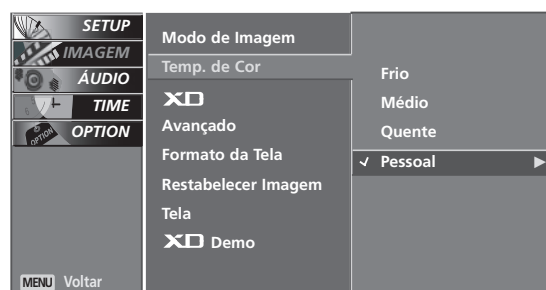 SETUP
IMAGEM
ÁUDIO
TIME
OPTION
OPTION
MENU Voltar
Modo de Imagem
Temp. de Cor
XD
Avançado
Formato da Tela
Restabelecer Imagem
Tela
XD Demo
Frio
Médio
Quente
✓ Pessoal ▶